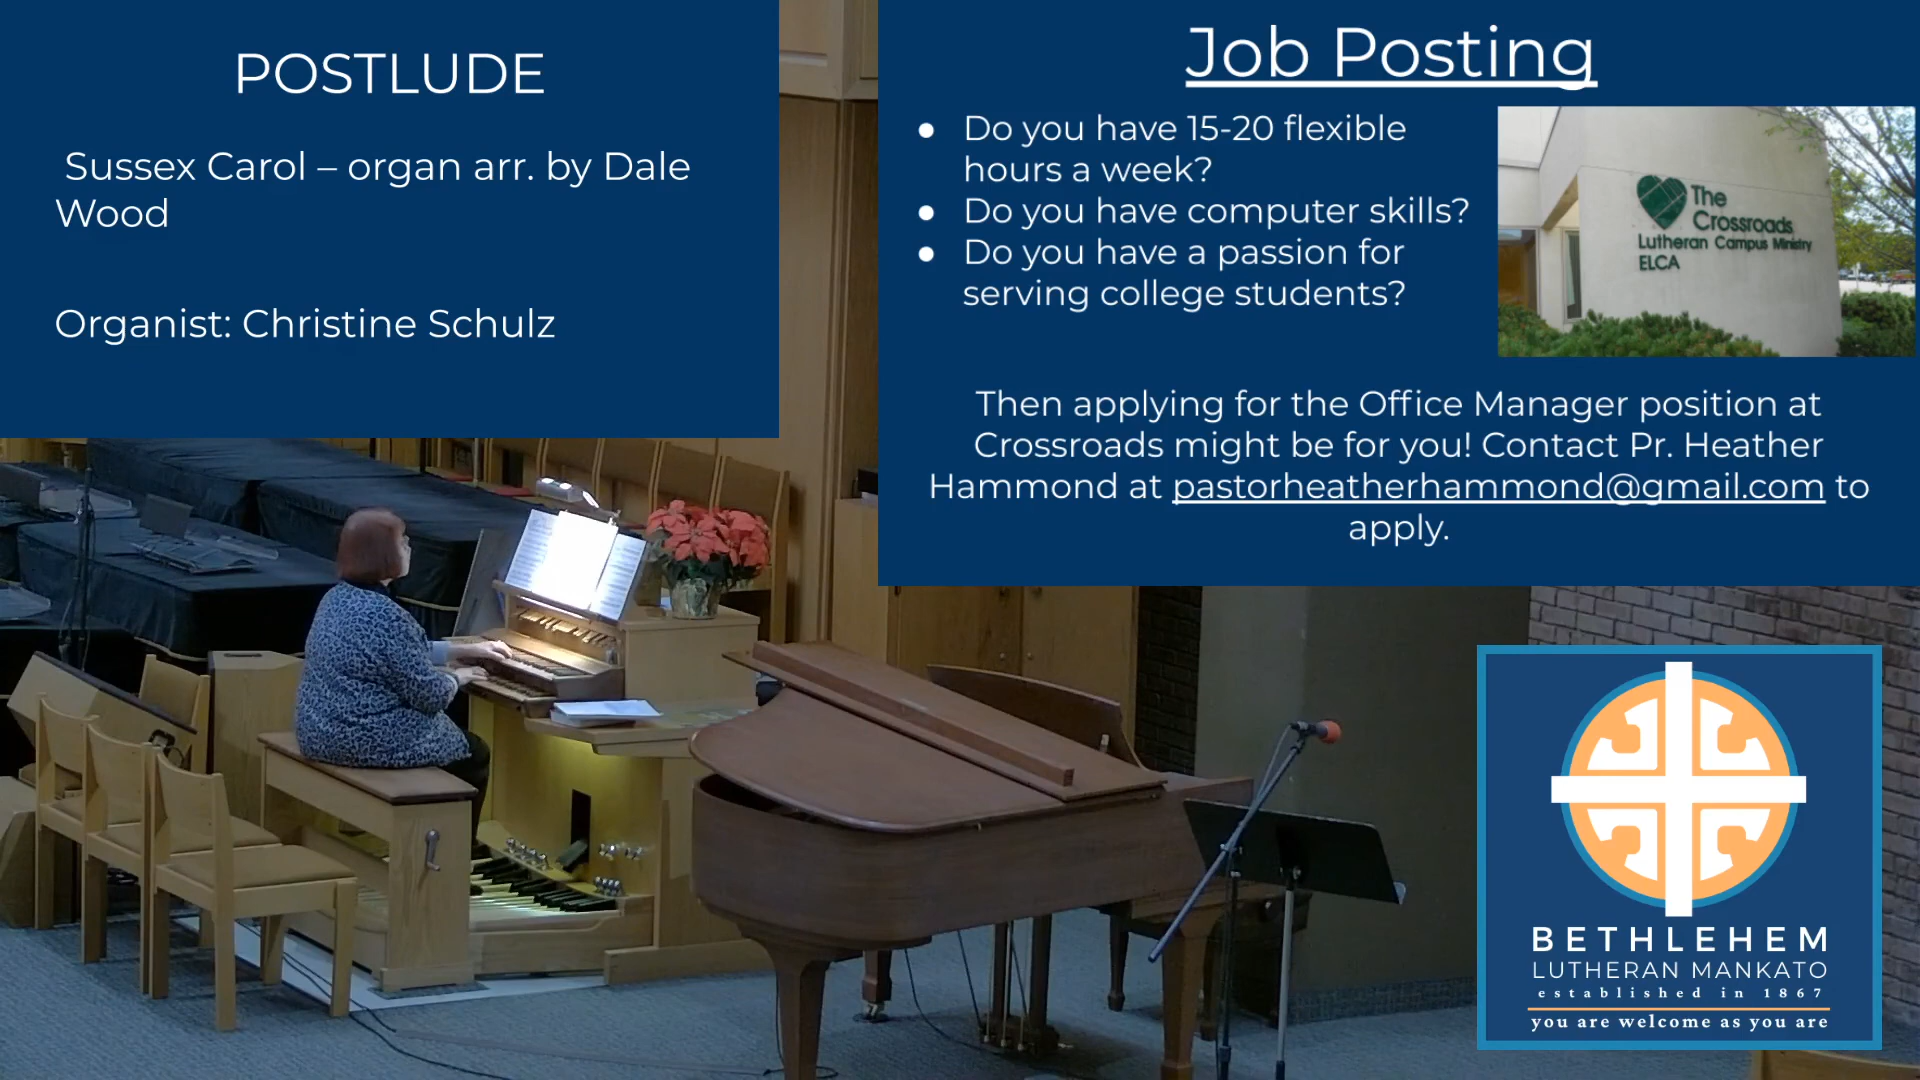 POSTLUDE
Sussex Carol – organ arr. by Dale
Wood
Organist: Christine Schulz
Job Posting
● Do you have 15-20 flexible
hours a week?
● Do you have computer skills?
● Do you have a passion for
serving college students?
The
Crossroads
Lutheran Campus Ministry
ELCA
Then applying for the Office Manager position at
Crossroads might be for you! Contact Pr. Heather
Hammond at pastorheatherhammond@gmail.com to
apply.
BETHLEHEM
LUTHERAN MANKATO
established in 1867
you are welcome as you are